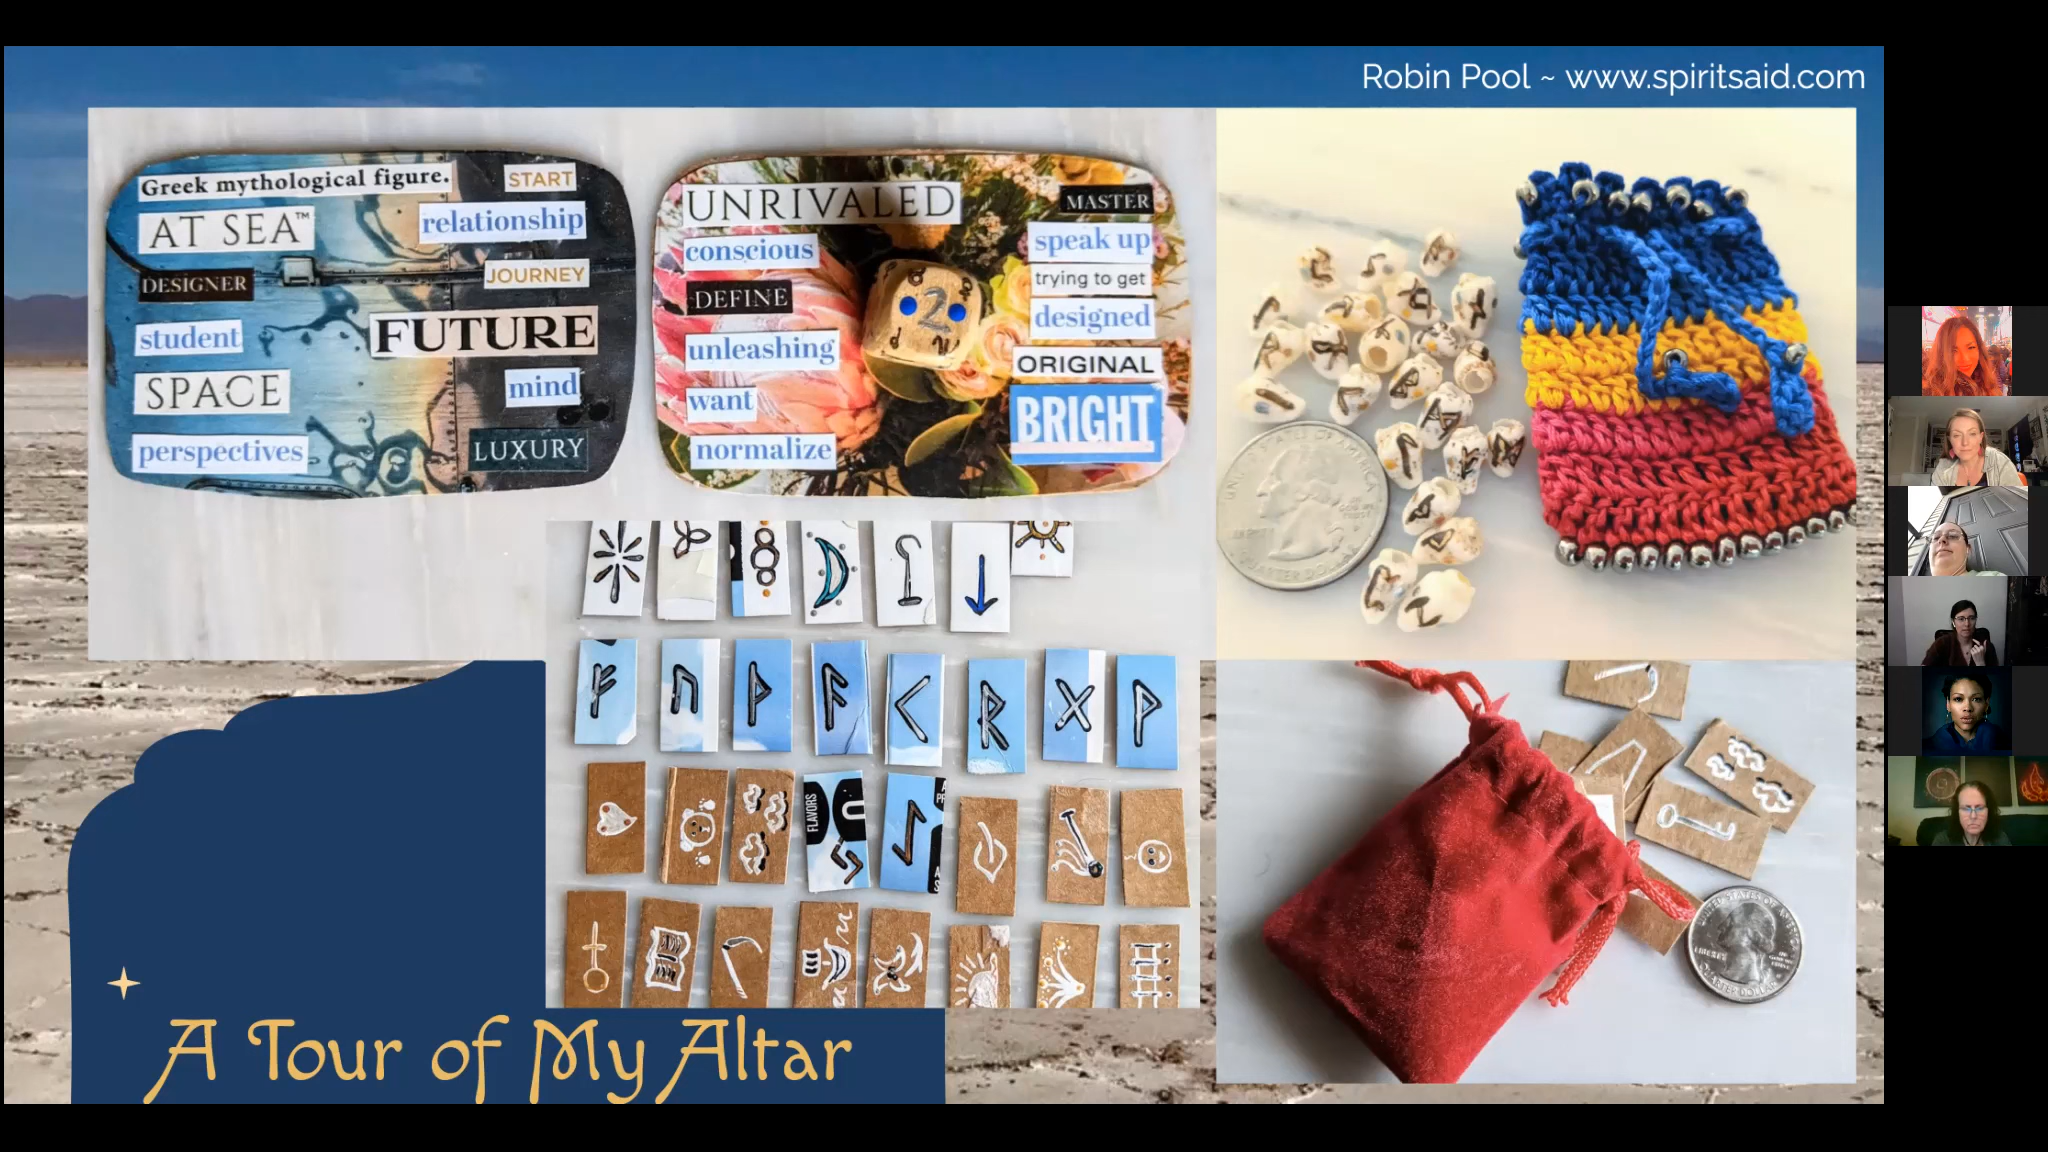 Robin Pool ~ www.spiritsaid.com
Greek mythological figure.
START
AT SEA™
relationship
DESIGNER
JOURNEY
student
FUTURE
SPACE
mind
perspectives
LUXURY
UNRIVALED
MASTER
conscious
speak up
DEFINE
trying to get
designed
unleashing
ORIGINAL
want
BRIGHT
normalize
2
FLAVORS
A Tour of My Altar